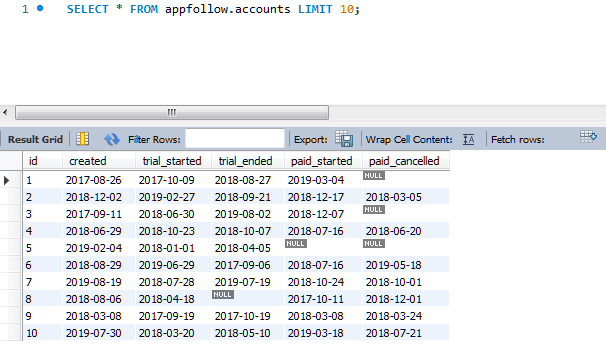 1 SELECT * FROM appfollow.accounts LIMIT 10;
Result Grid Filter Rows: Export: Wrap Cell Content: Fetch rows:
id created trial_started trial_ended paid_started paid_cancelled
1 2017-08-26 2017-10-09 2018-08-27 2019-03-04 NULL
2 2018-12-02 2019-02-27 2018-09-21 2018-12-17 2018-03-05
3 2017-09-11 2018-06-30 2019-08-02 2018-12-07 NULL
4 2018-06-29 2018-10-23 2018-10-07 2018-07-16 2018-06-20
5 2019-02-04 2018-01-01 2018-04-05 NULL NULL
6 2018-08-29 2019-06-29 2017-09-06 2018-07-16 2019-05-18
7 2019-08-19 2018-07-28 2019-07-19 2018-10-24 2018-10-01
8 2018-08-06 2018-04-18 NULL 2017-10-11 2018-12-01
9 2018-03-08 2017-09-19 2017-10-19 2018-03-08 2018-03-24
10 2019-07-30 2018-03-20 2018-05-10 2019-03-18 2018-07-21